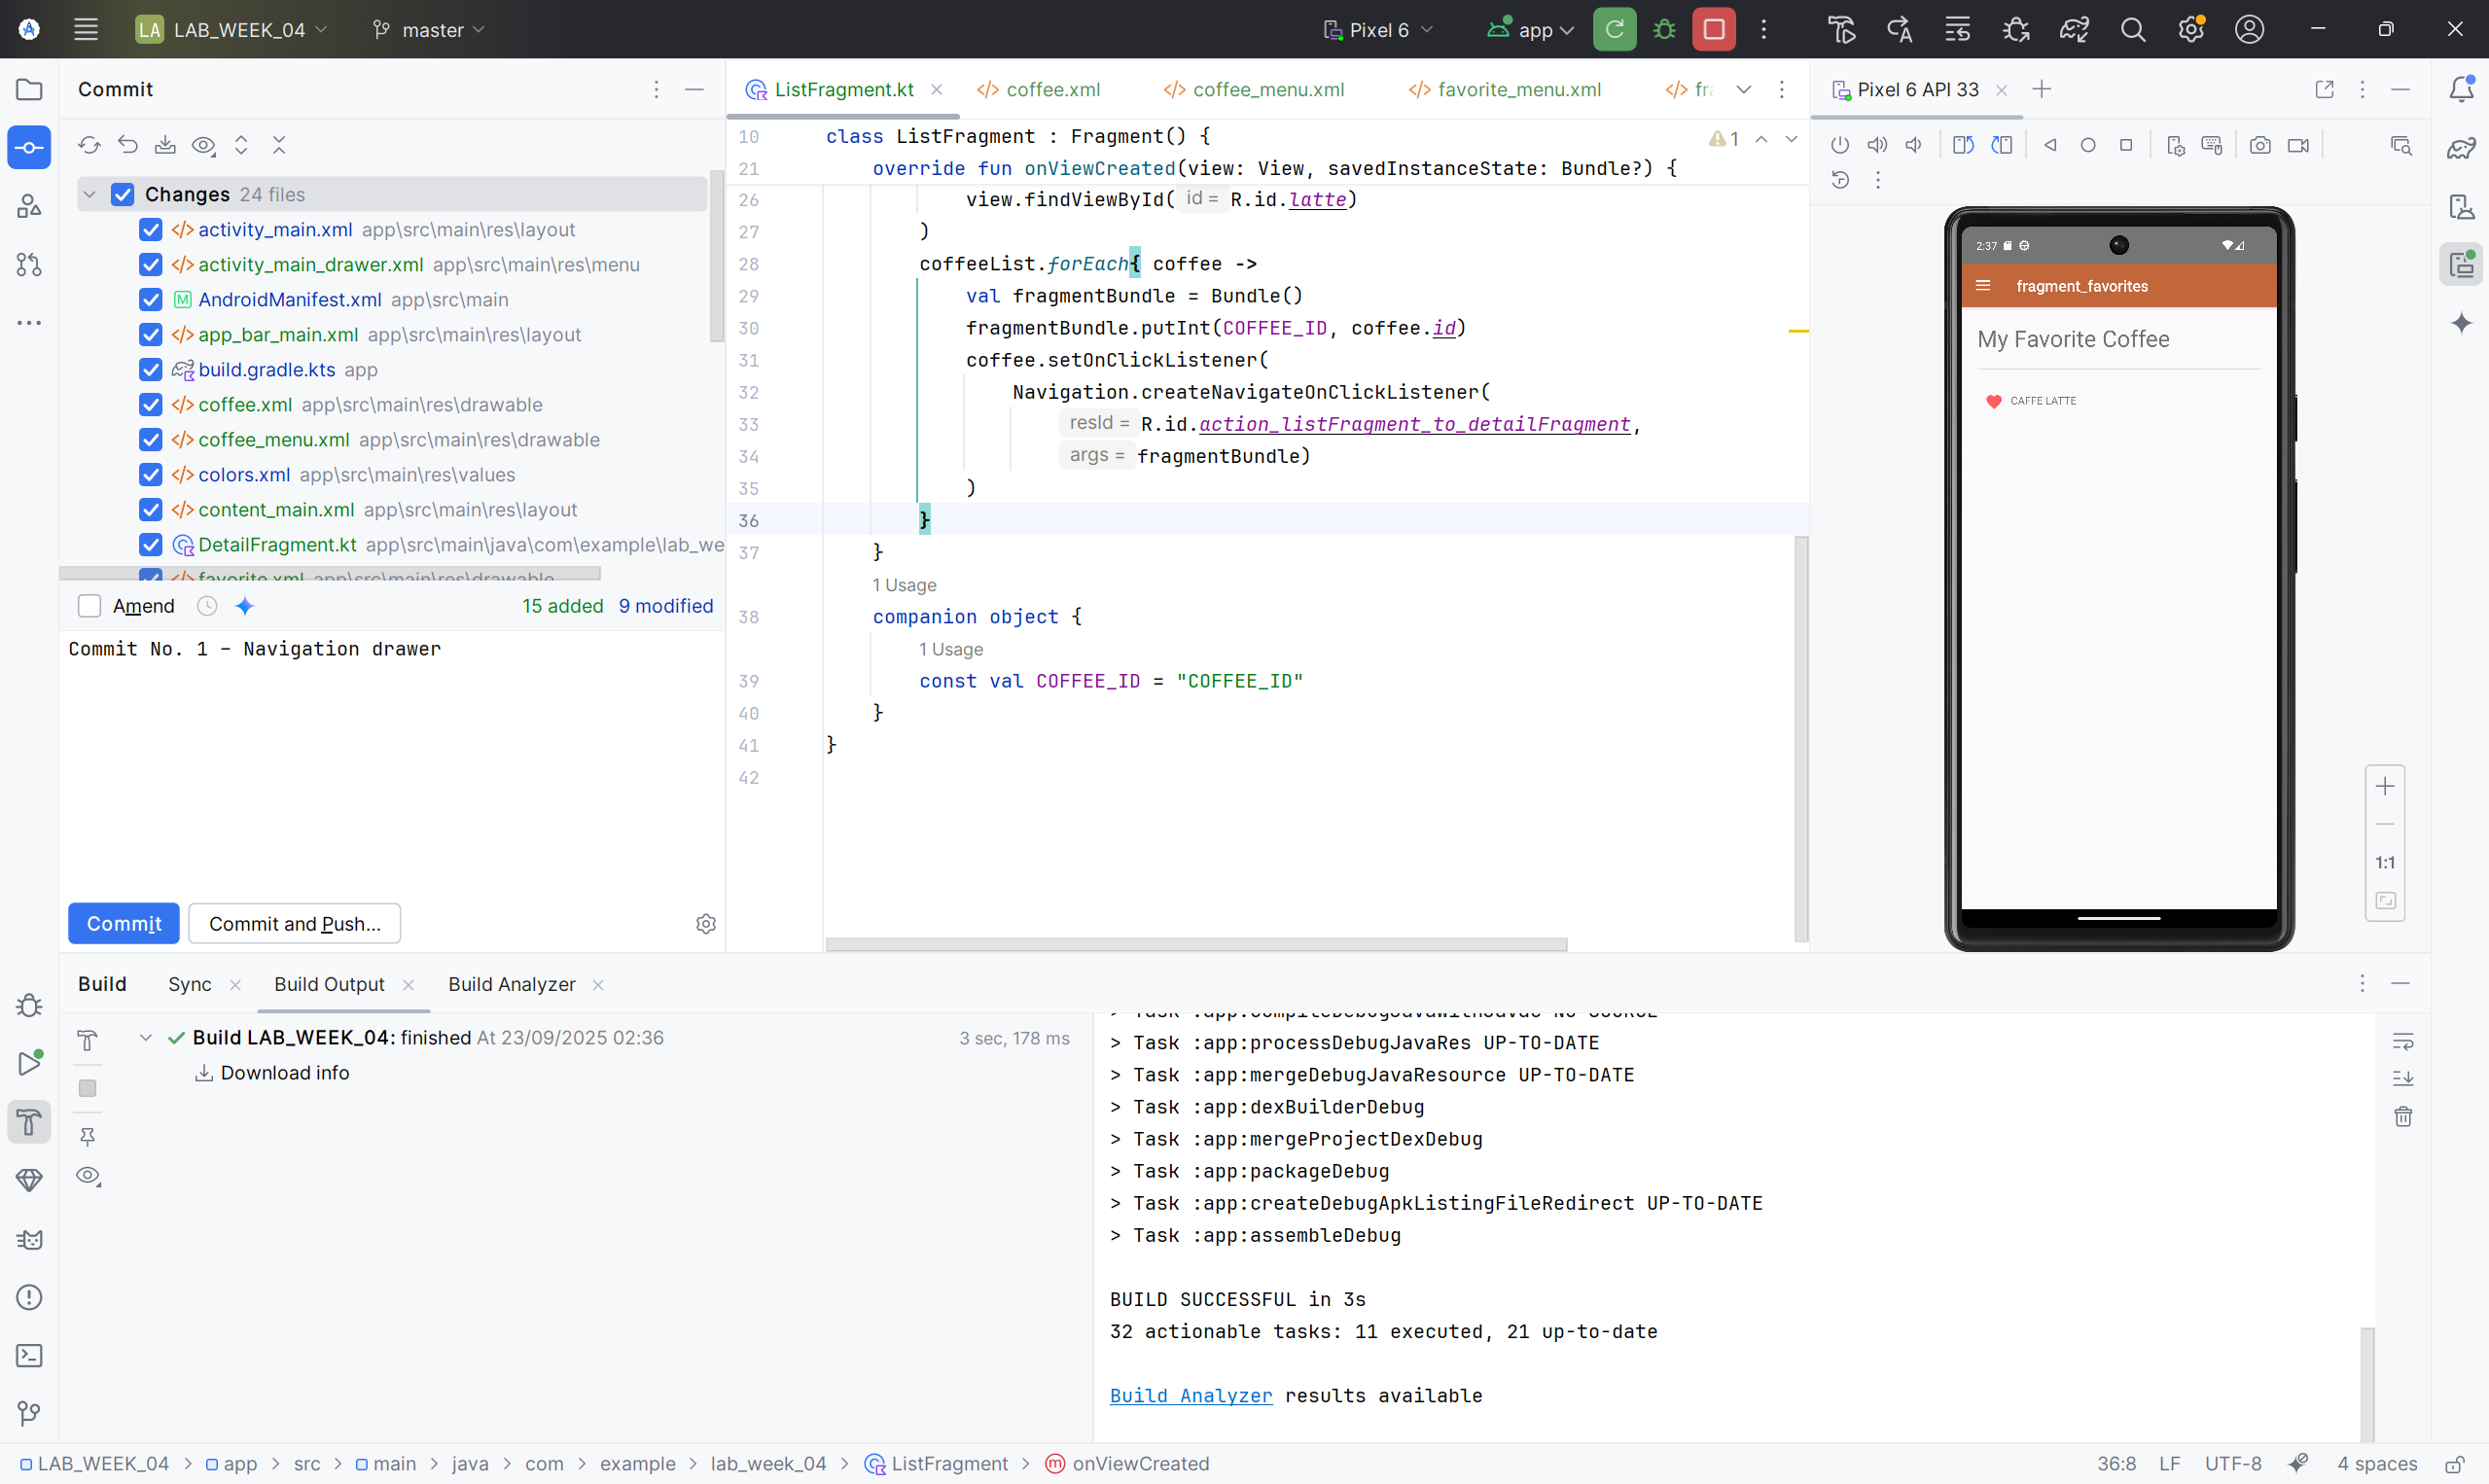 LA LAB_WEEK_04 master Pixel 6 app
Commit
Changes 24 files
activity_main.xml app\src\main\res\layout
activity_main_drawer.xml app\src\main\res\menu
AndroidManifest.xml app\src\main
app_bar_main.xml app\src\main\res\layout
build.gradle.kts app
coffee.xml app\src\main\res\drawable
coffee_menu.xml app\src\main\res\drawable
colors.xml app\src\main\res\values
content_main.xml app\src\main\res\layout
DetailFragment.kt app\src\main\java\com\example\lab_we
favorite.xml app\src\main\res\drawable
Amend 15 added 9 modified
Commit No. 1 - Navigation drawer
Commit Commit and Push...
ListFragment.kt coffee.xml coffee_menu.xml favorite_menu.xml fr
1
10 class ListFragment : Fragment() {
21 override fun onViewCreated(view: View, savedInstanceState: Bundle?) {
26 view.findViewById( id = R.id.latte)
27 )
28 coffeeList.forEach{ coffee ->
29 val fragmentBundle = Bundle()
30 fragmentBundle.putInt(COFFEE_ID, coffee.id)
31 coffee.setOnClickListener(
32 Navigation.createNavigateOnClickListener(
33 resId = R.id.action_listFragment_to_detailFragment,
34 args = fragmentBundle)
35 )
36 }
37 }
1 Usage
38 companion object {
1 Usage
39 const val COFFEE_ID = "COFFEE_ID"
40 }
41 }
42
Pixel 6 API 33
2:37
fragment_favorites
My Favorite Coffee
CAFFE LATTE
1:1
Build Sync Build Output Build Analyzer
Build LAB_WEEK_04: finished At 23/09/2025 02:36 3 sec, 178 ms
Download info
> Task :app:compileDebugJavaWithJavac NO-SOURCE
> Task :app:processDebugJavaRes UP-TO-DATE
> Task :app:mergeDebugJavaResource UP-TO-DATE
> Task :app:dexBuilderDebug
> Task :app:mergeProjectDexDebug
> Task :app:packageDebug
> Task :app:createDebugApkListingFileRedirect UP-TO-DATE
> Task :app:assembleDebug
BUILD SUCCESSFUL in 3s
32 actionable tasks: 11 executed, 21 up-to-date
Build Analyzer results available
LAB_WEEK_04 > app > src > main > java > com > example > lab_week_04 > ListFragment > onViewCreated 36:8 LF UTF-8 4 spaces